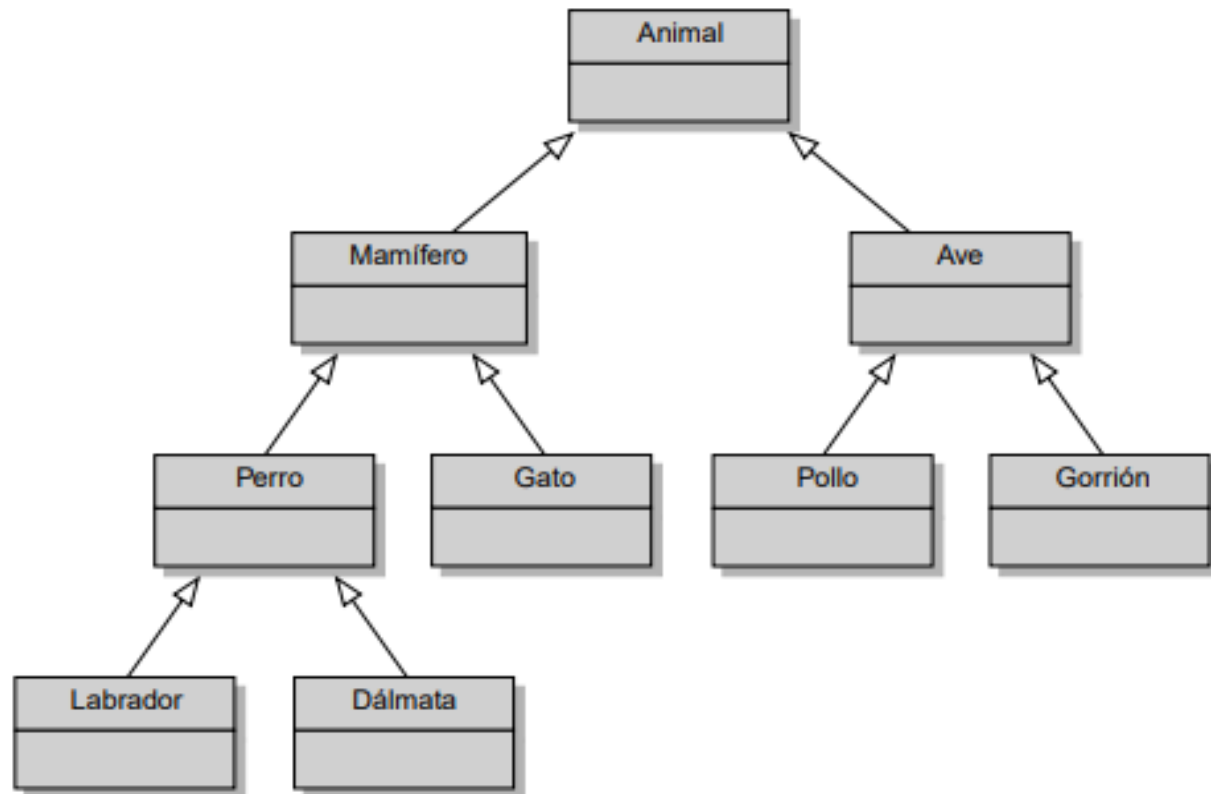 Animal
Mamífero
Ave
Perro
Gato
Pollo
Gorrión
Labrador
Dálmata